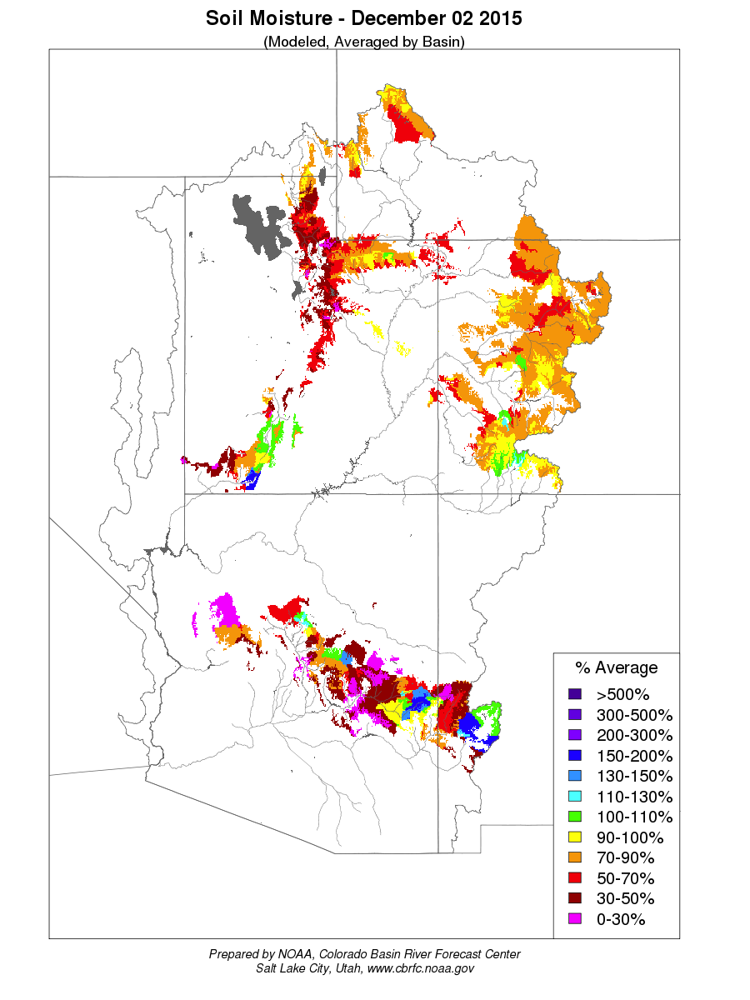 Soil Moisture - December 02 2015
(Modeled, Averaged by Basin)
% Average
>500%
300-500%
200-300%
150-200%
130-150%
110-130%
100-110%
90-100%
70-90%
50-70%
30-50%
0-30%
Prepared by NOAA, Colorado Basin River Forecast Center
Salt Lake City, Utah, www.cbrfc.noaa.gov